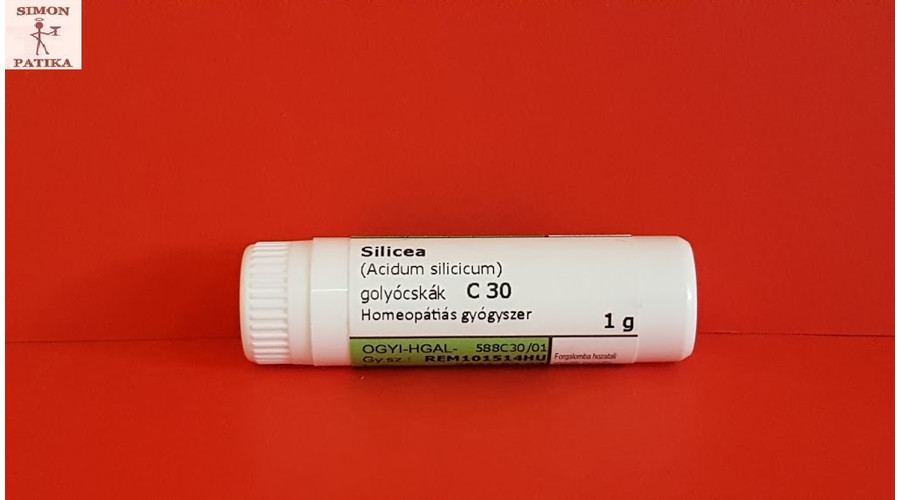 SIMON
PATIKA
Silicea
(Acidum silicicum)
golyócskák C 30
Homeopátiás gyógyszer
1 g
OGYI-HGAL- 588C30/01
Gy.sz.: REM101514HU
Forgalomba hozatali